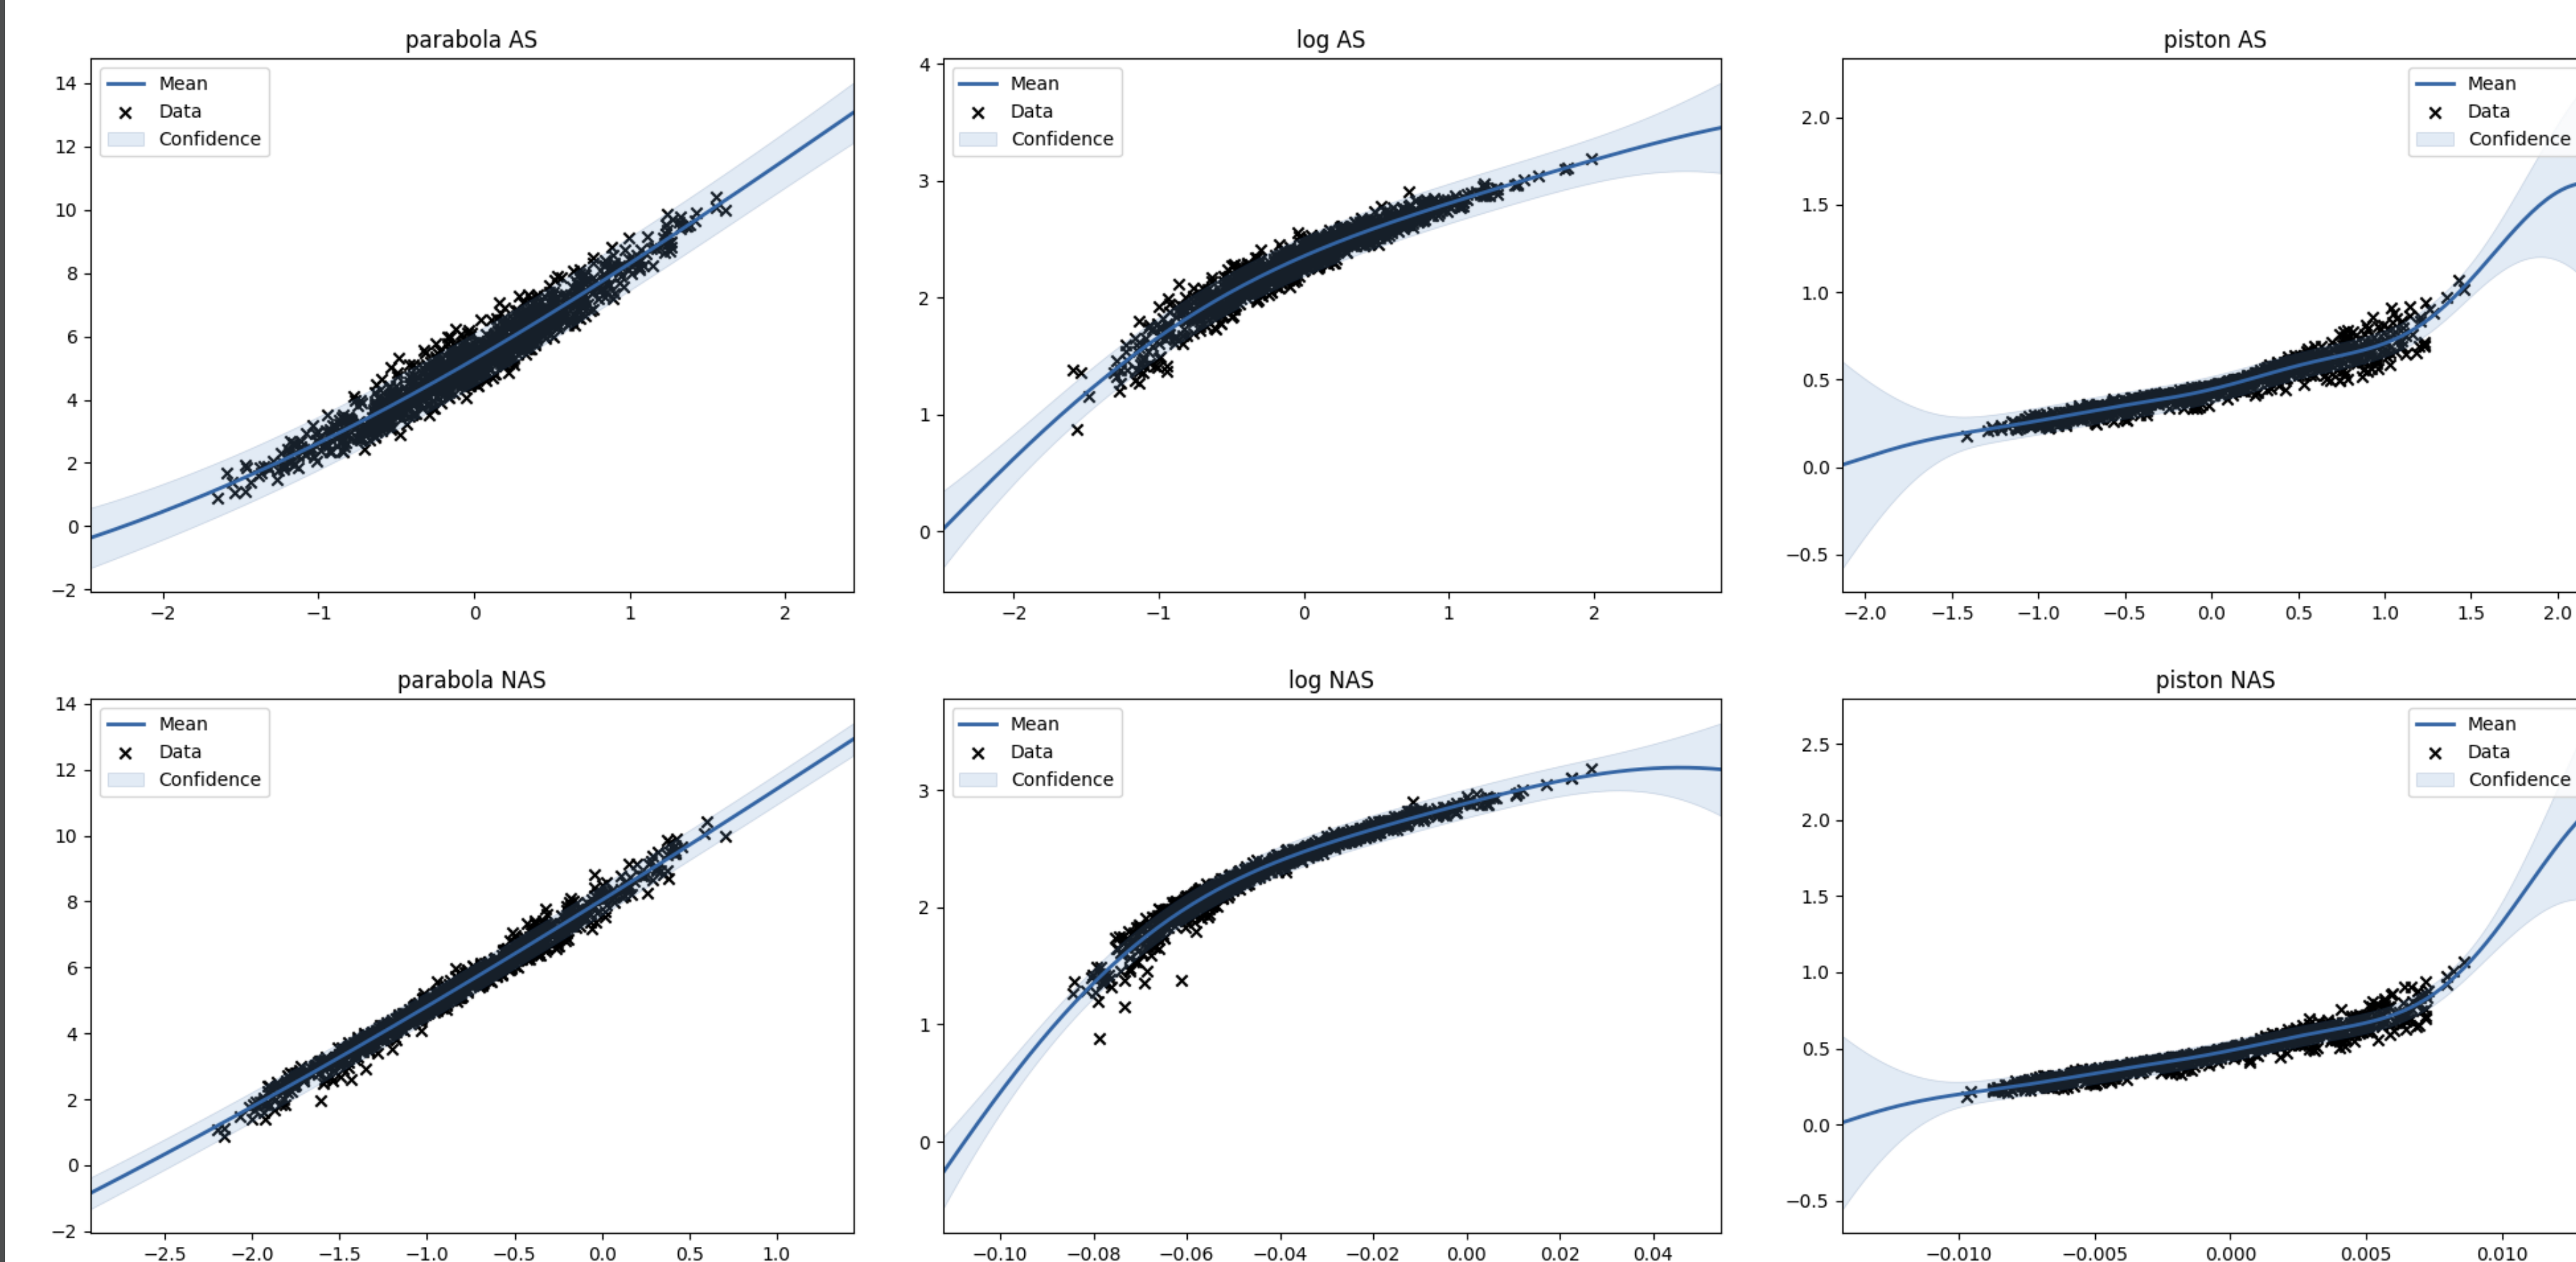 parabola AS
14
12
10
8
6
4
2
0
−2
Mean
Data
Confidence
−2 −1 0 1 2
log AS
4
3
2
1
0
Mean
Data
Confidence
−2 −1 0 1 2
piston AS
2.0
1.5
1.0
0.5
0.0
−0.5
Mean
Data
Confidence
−2.0 −1.5 −1.0 −0.5 0.0 0.5 1.0 1.5 2.0
parabola NAS
14
12
10
8
6
4
2
0
−2
Mean
Data
Confidence
−2.5 −2.0 −1.5 −1.0 −0.5 0.0 0.5 1.0
log NAS
3
2
1
0
Mean
Data
Confidence
−0.10 −0.08 −0.06 −0.04 −0.02 0.00 0.02 0.04
piston NAS
2.5
2.0
1.5
1.0
0.5
0.0
−0.5
Mean
Data
Confidence
−0.010 −0.005 0.000 0.005 0.010